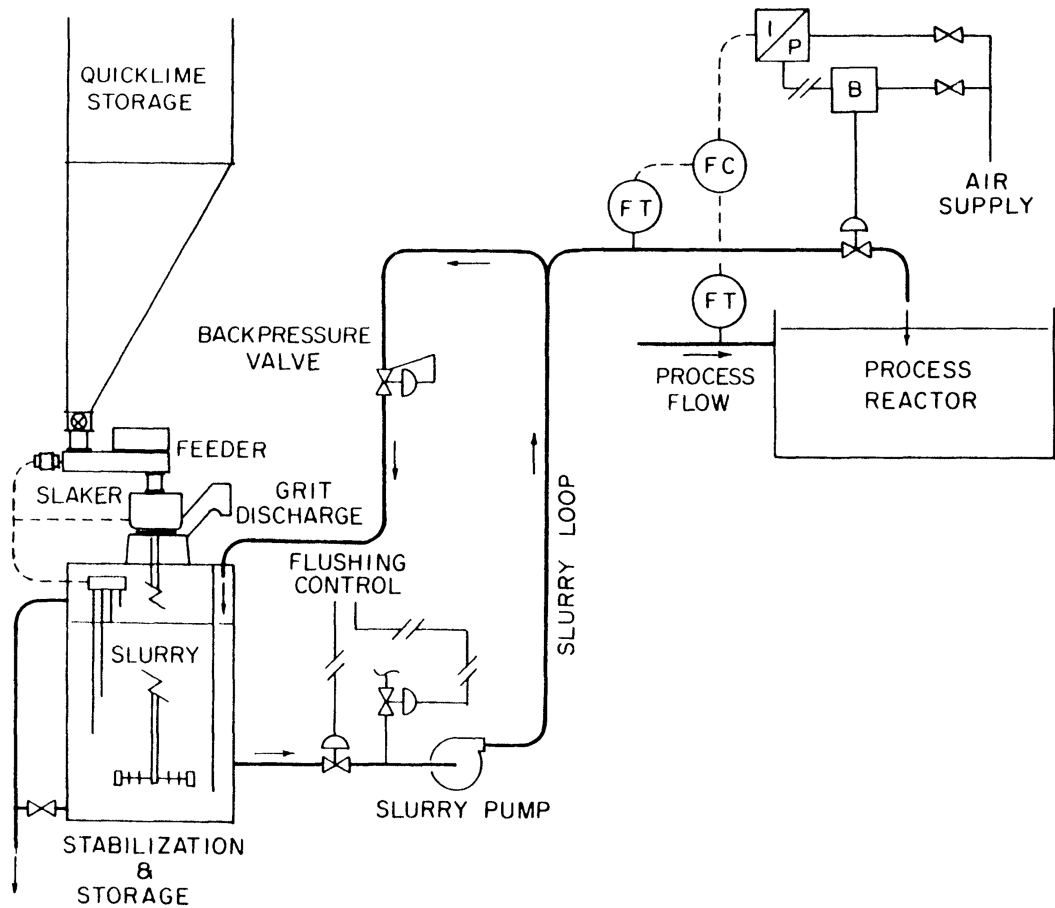 QUICKLIME
STORAGE
I
P
B
FC
FT
AIR
SUPPLY
FT
BACKPRESSURE
VALVE
PROCESS
FLOW
PROCESS
REACTOR
FEEDER
SLAKER
GRIT
DISCHARGE
FLUSHING
CONTROL
SLURRY LOOP
SLURRY
SLURRY PUMP
STABILIZATION
&
STORAGE